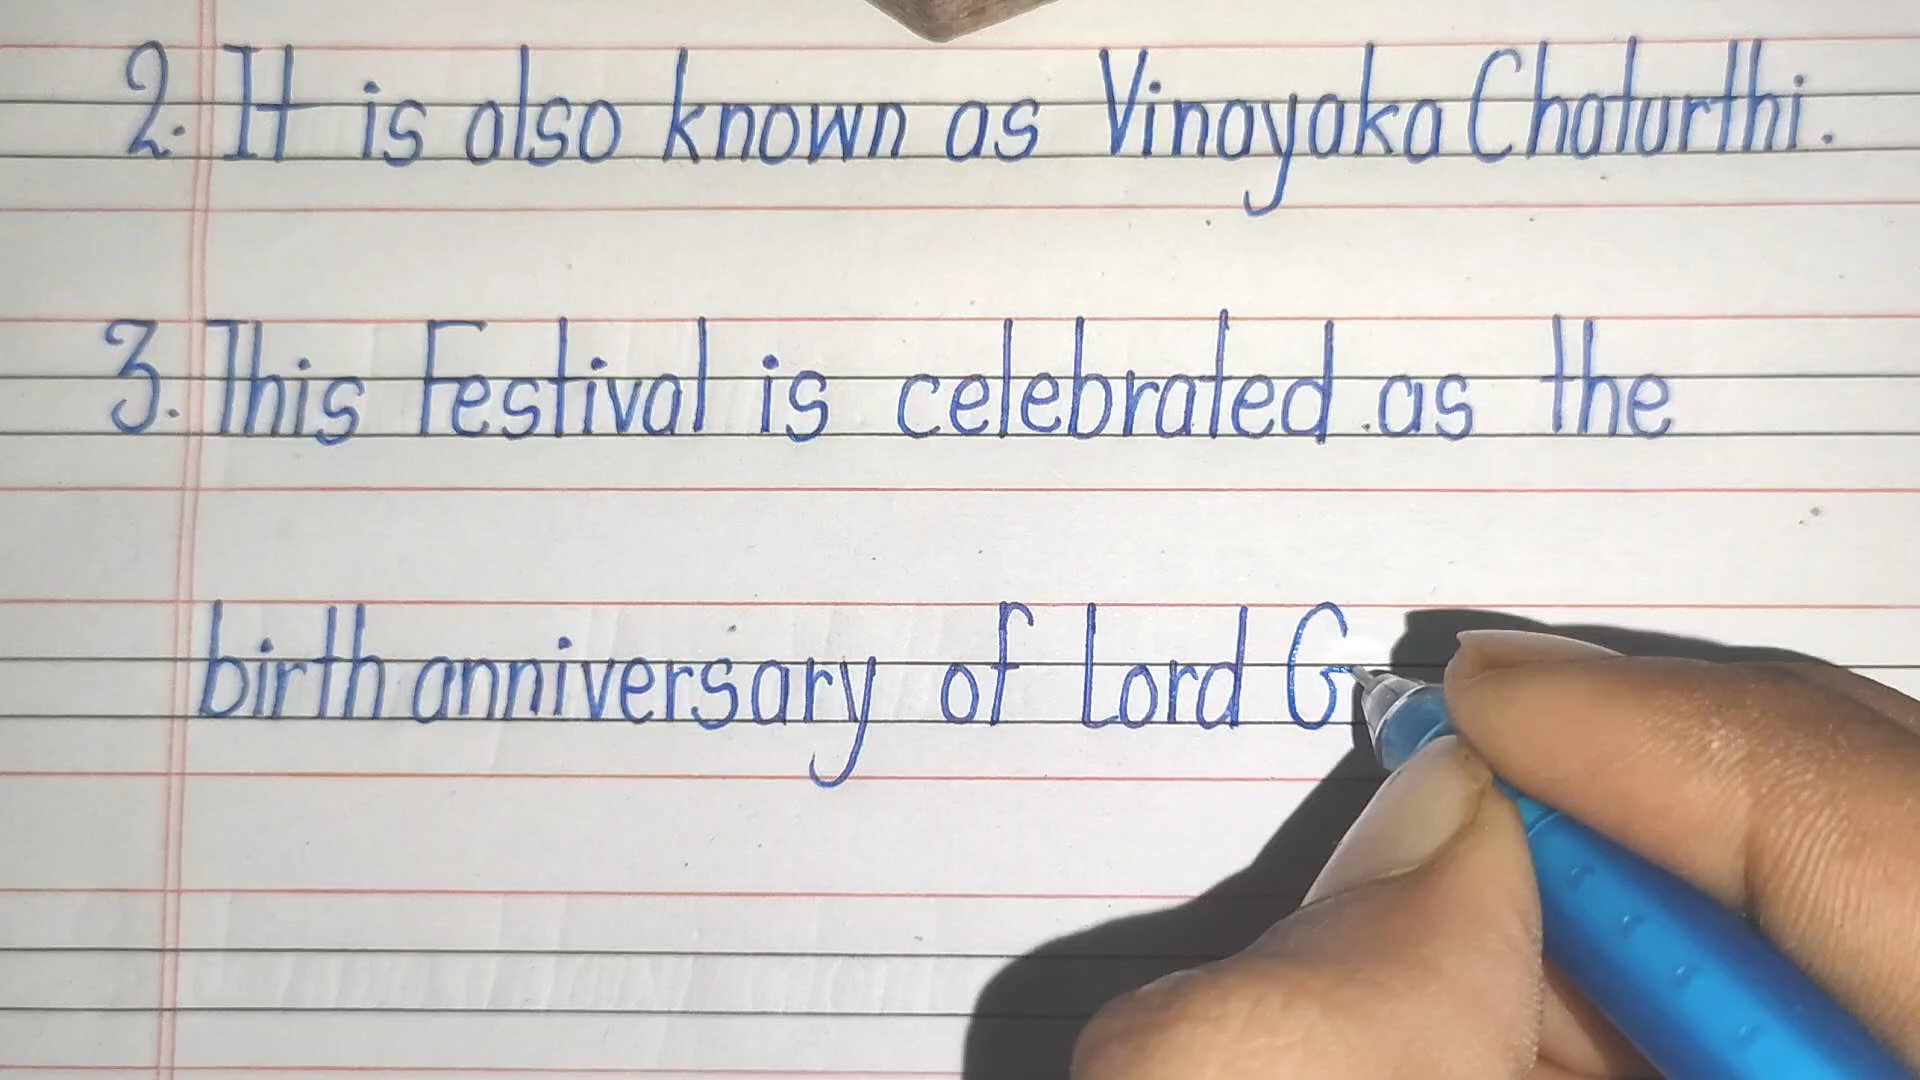 2. It is also known as Vinayaka Chaturthi.
3. This Festival is celebrated as the
birth anniversary of Lord G